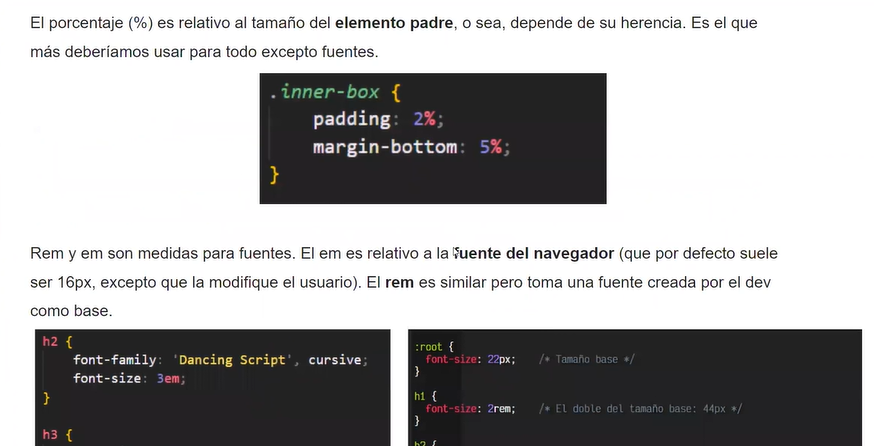 El porcentaje (%) es relativo al tamaño del elemento padre, o sea, depende de su herencia. Es el que
más deberíamos usar para todo excepto fuentes.
.inner-box {
padding: 2%;
margin-bottom: 5%;
}
Rem y em son medidas para fuentes. El em es relativo a la fuente del navegador (que por defecto suele
ser 16px, excepto que la modifique el usuario). El rem es similar pero toma una fuente creada por el dev
como base.
h2 {
font-family: 'Dancing Script', cursive;
font-size: 3em;
}
h3 {
:root {
font-size: 22px; /* Tamaño base */
}
h1 {
font-size: 2rem; /* El doble del tamaño base: 44px */
}
h2 {